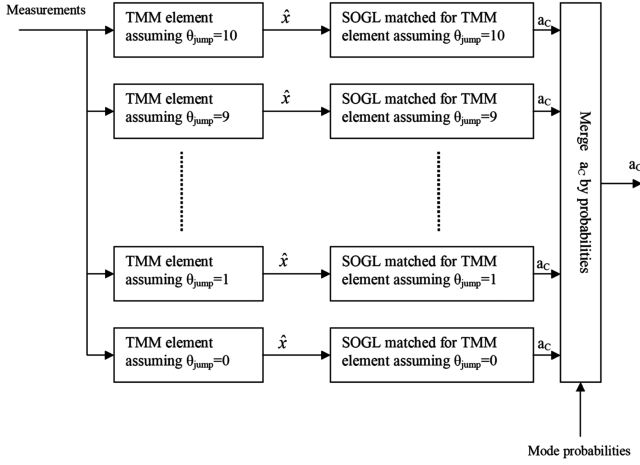 Measurements
TMM element
assuming θjump=10
x̂
SOGL matched for TMM
element assuming θjump=10
aC
TMM element
assuming θjump=9
x̂
SOGL matched for TMM
element assuming θjump=9
aC
Merge aC by probabilities
aC
TMM element
assuming θjump=1
x̂
SOGL matched for TMM
element assuming θjump=1
aC
TMM element
assuming θjump=0
x̂
SOGL matched for TMM
element assuming θjump=0
aC
Mode probabilities